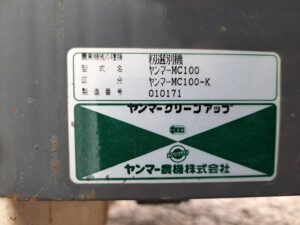 農業機械の種類 籾選別機
型式名 ヤンマーMC100
区分 ヤンマーMC100-K
製造番号 010171
ヤンマーグリーンアップ
ヤンマー農機株式会社